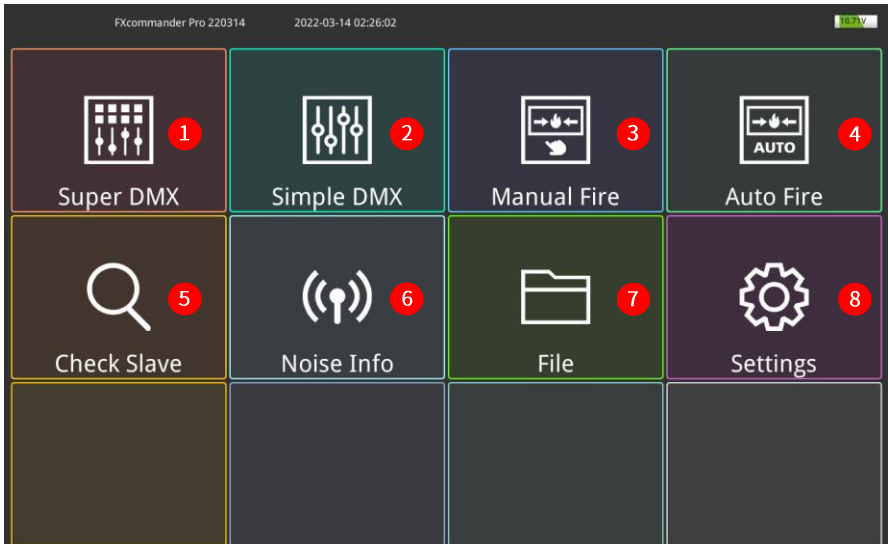 FXcommander Pro 220314 2022-03-14 02:26:02 10.71V
1 2 3 4
AUTO
Super DMX Simple DMX Manual Fire Auto Fire
5 6 7 8
Check Slave Noise Info File Settings